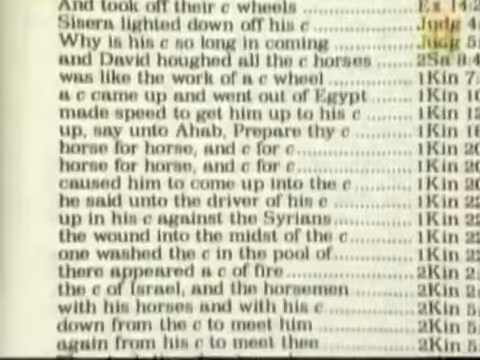 And took off their c wheels ............ Ex 14:2
Sisera lighted down off his c ............ Judg 4:
Why is his c so long in coming ............ Judg 5:
and David houghed all the c horses ........ 2Sa 8:4
was like the work of a c wheel ............ 1Kin 7:
a c came up and went out of Egypt ........ 1Kin 10
made speed to get him up to his c ........ 1Kin 12
up, say unto Ahab, Prepare thy c ........ 1Kin 18
horse for horse, and c for c ............ 1Kin 20
horse for horse, and c for c ............ 1Kin 20
caused him to come up into the c ........ 1Kin 20
he said unto the driver of his c ........ 1Kin 22
up in his c against the Syrians ........ 1Kin 22
the wound into the midst of the c ........ 1Kin 22
one washed the c in the pool of ........ 1Kin 22
there appeared a c of fire ............ 2Kin 2:
the c of Israel, and the horsemen ........ 2Kin 2:
with his horses and with his c ........ 2Kin 5:
down from the c to meet him ............ 2Kin 5:
again from his c to meet thee ............ 2Kin 5: